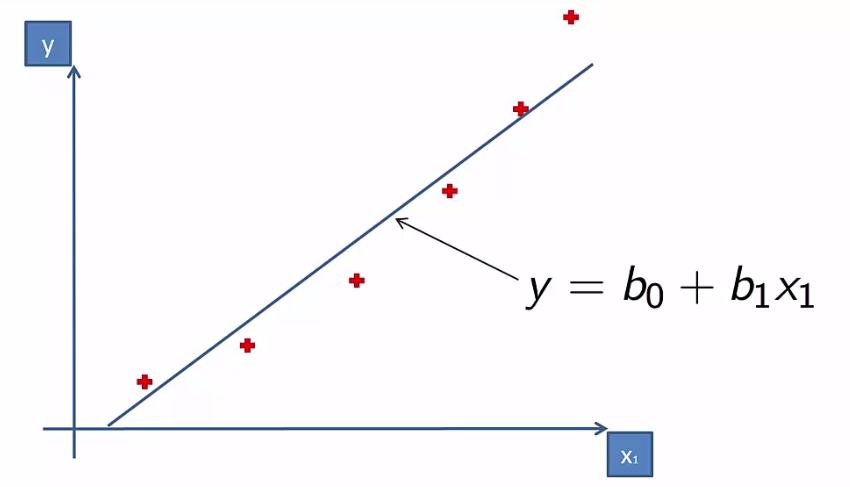 y
y = b₀ + b₁x₁
x₁